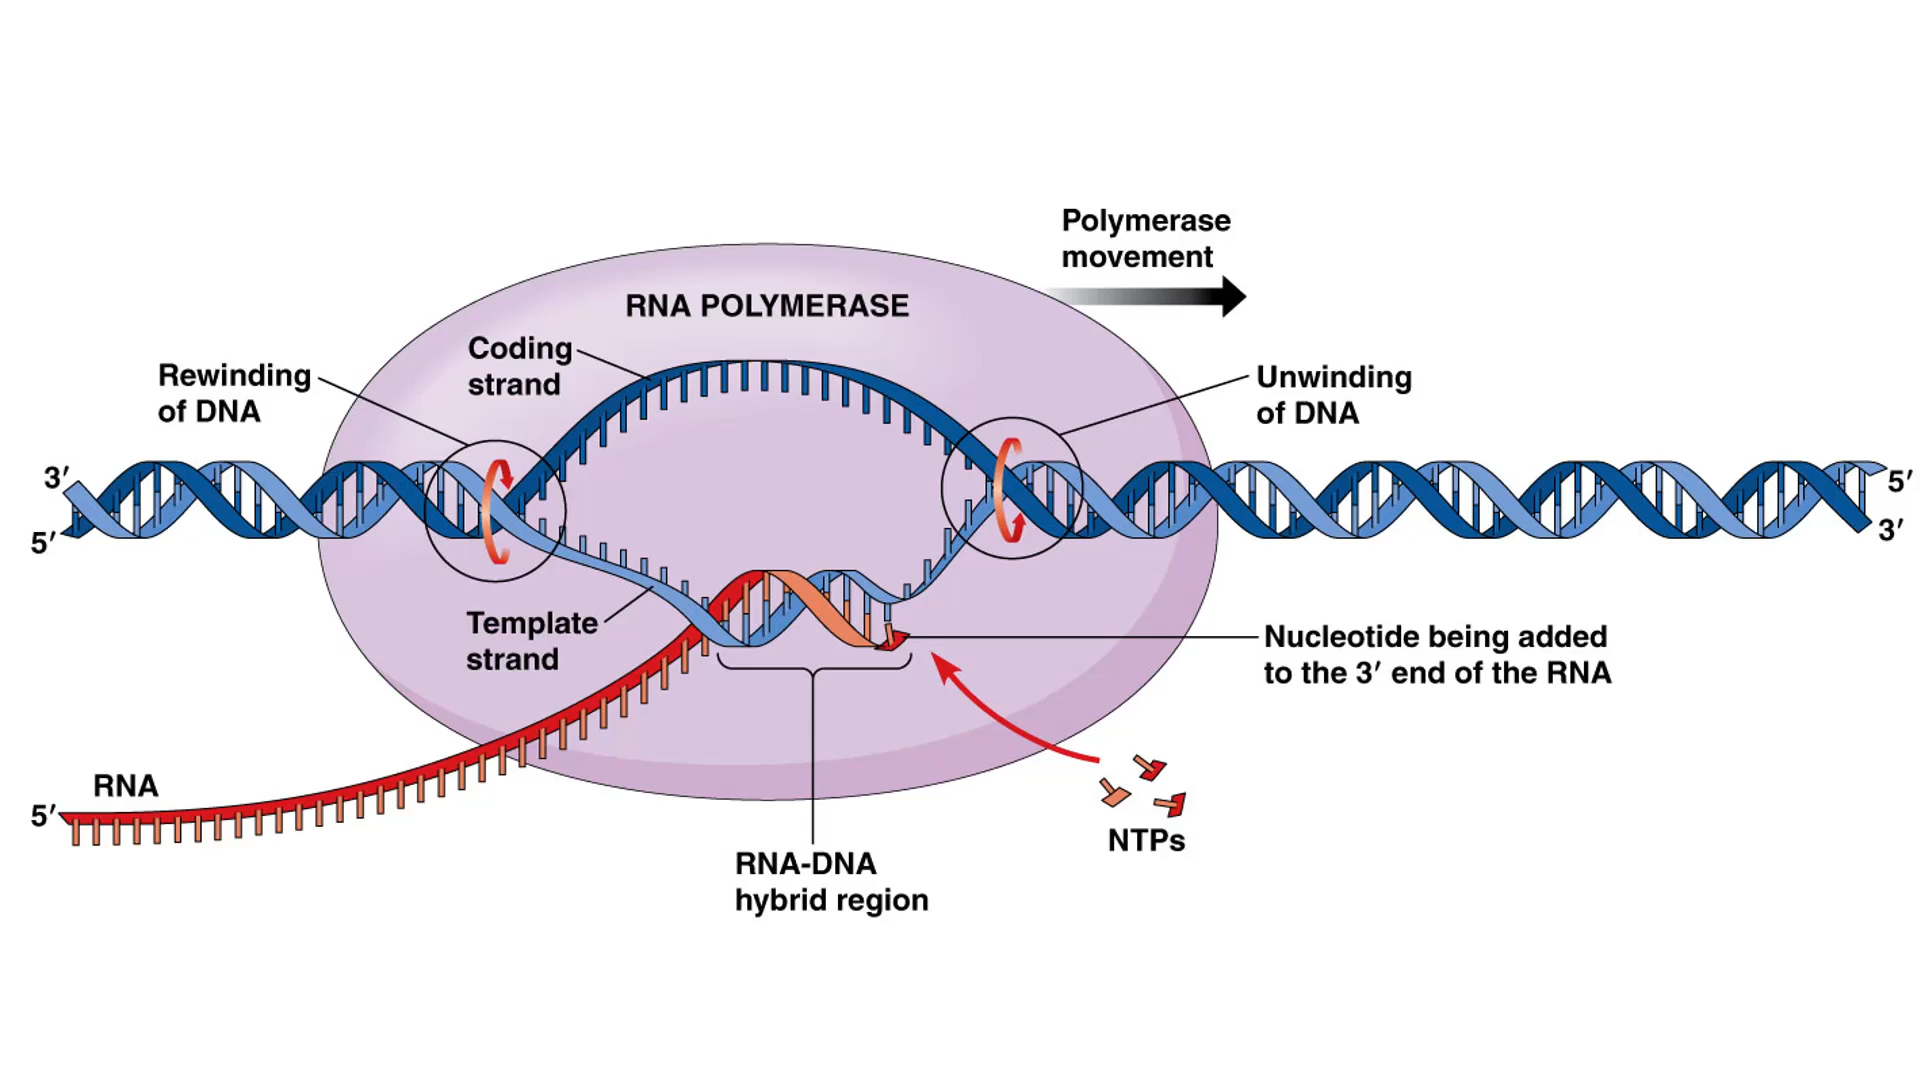 Polymerase
movement
RNA POLYMERASE
Coding
strand
Rewinding
of DNA
Unwinding
of DNA
3′
5′
5′
3′
Template
strand
Nucleotide being added
to the 3′ end of the RNA
RNA
5′
NTPs
RNA-DNA
hybrid region